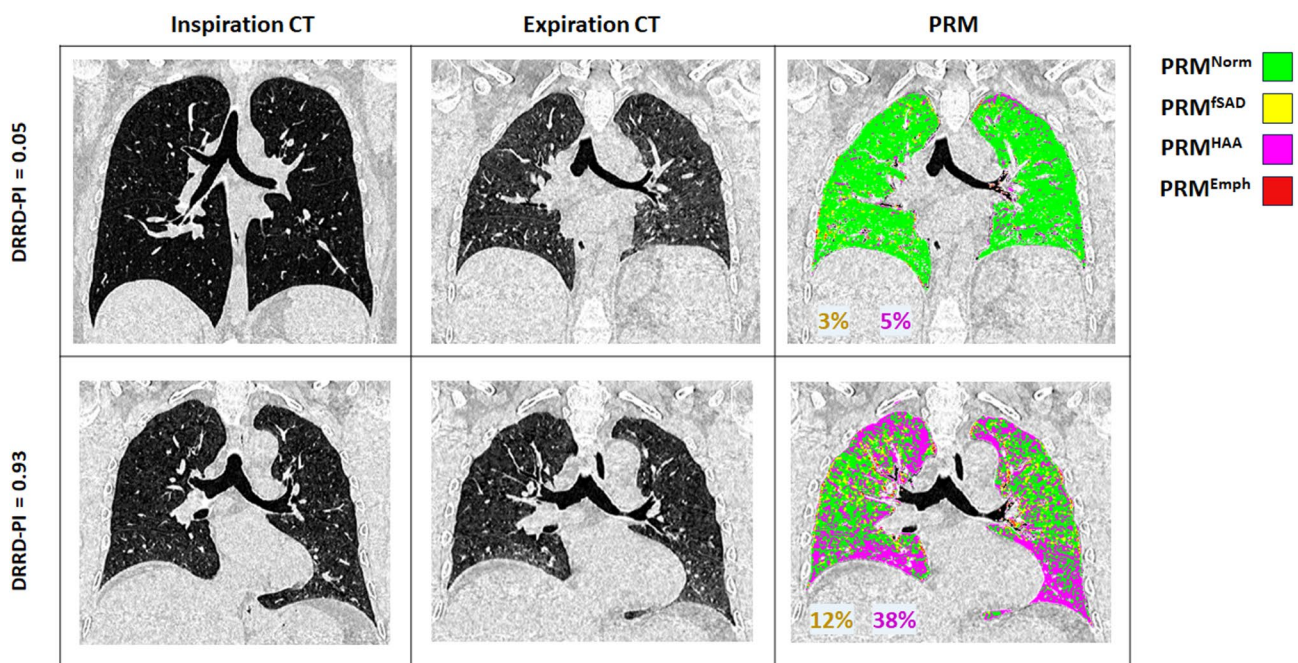 Inspiration CT
Expiration CT
PRM
PRM^Norm
PRM^fSAD
PRM^HAA
PRM^Emph
DRRD-PI = 0.05
3% 5%
DRRD-PI = 0.93
12% 38%